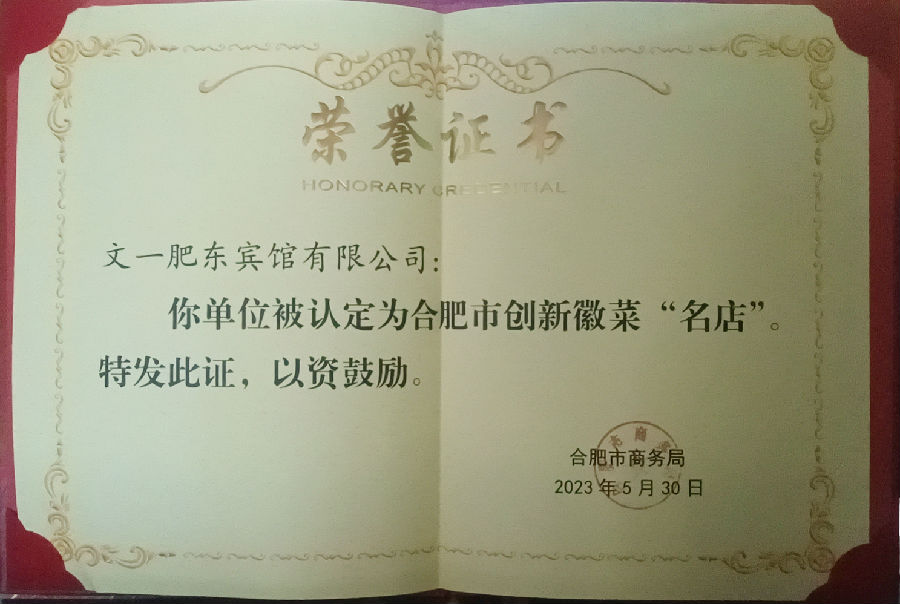 荣誉证书
HONORARY CREDENTIAL
文一肥东宾馆有限公司：
你单位被认定为合肥市创新徽菜“名店”。
特发此证，以资鼓励。
合肥市商务局
2023年5月30日